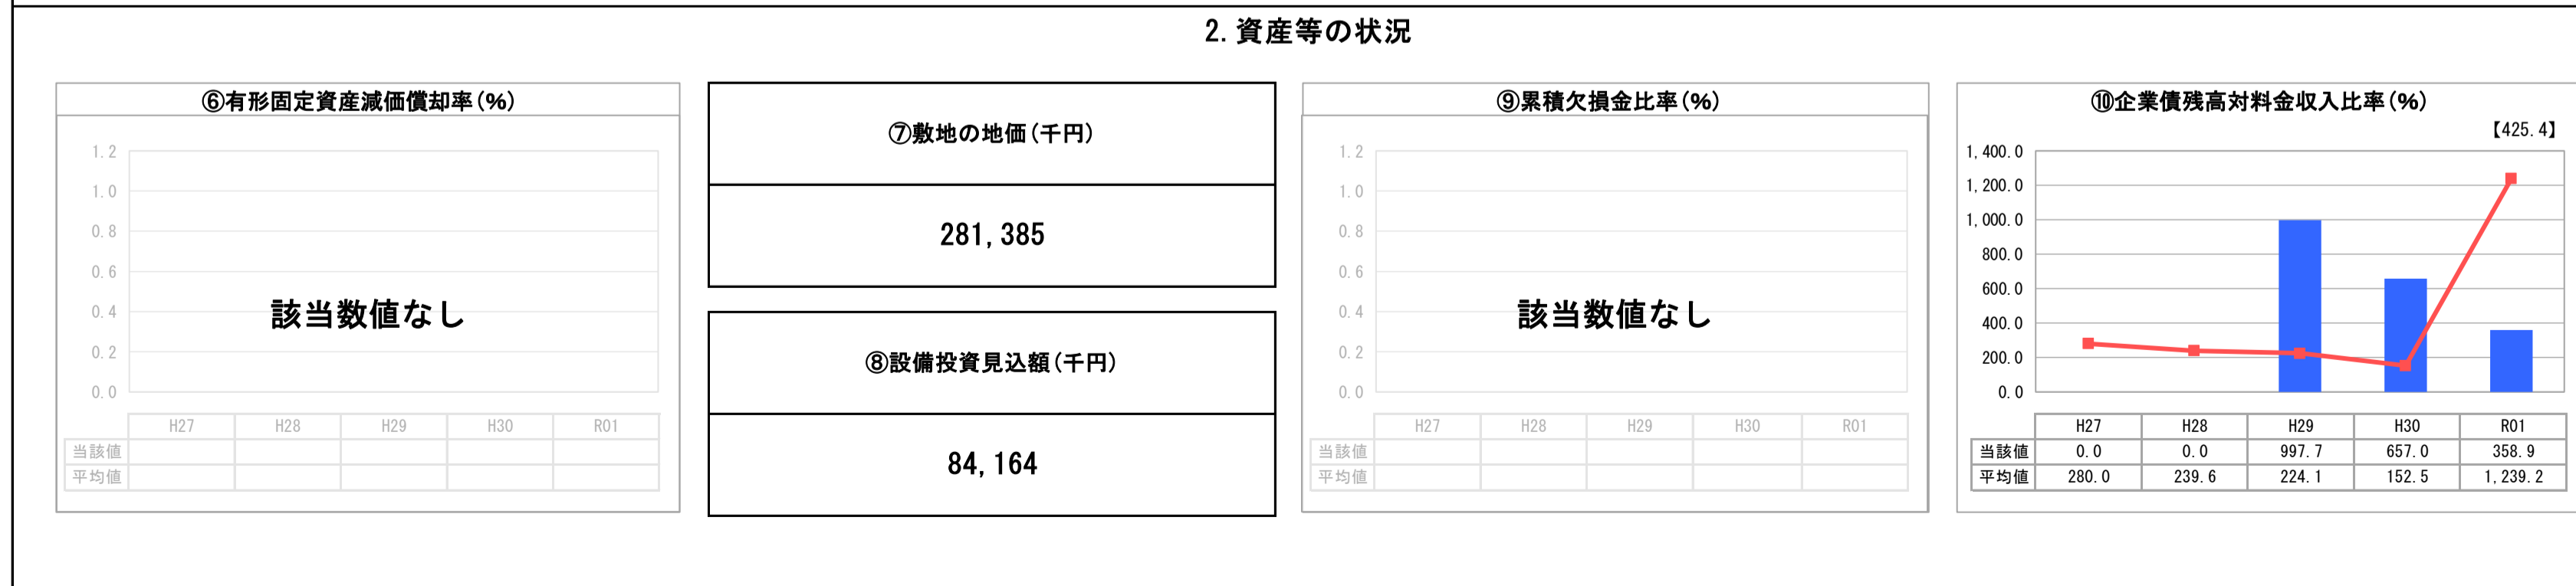 2.資産等の状況
⑥有形固定資産減価償却率(%)
1.2
1.0
0.8
0.6
0.4
0.2
0.0
該当数値なし
H27 H28 H29 H30 R01
当該値
平均値
⑦敷地の地価(千円)
281,385
⑧設備投資見込額(千円)
84,164
⑨累積欠損金比率(%)
1.2
1.0
0.8
0.6
0.4
0.2
0.0
該当数値なし
H27 H28 H29 H30 R01
当該値
平均値
⑩企業債残高対料金収入比率(%)
【425.4】
1,400.0
1,200.0
1,000.0
800.0
600.0
400.0
200.0
0.0
H27 H28 H29 H30 R01
当該値 0.0 0.0 997.7 657.0 358.9
平均値 280.0 239.6 224.1 152.5 1,239.2